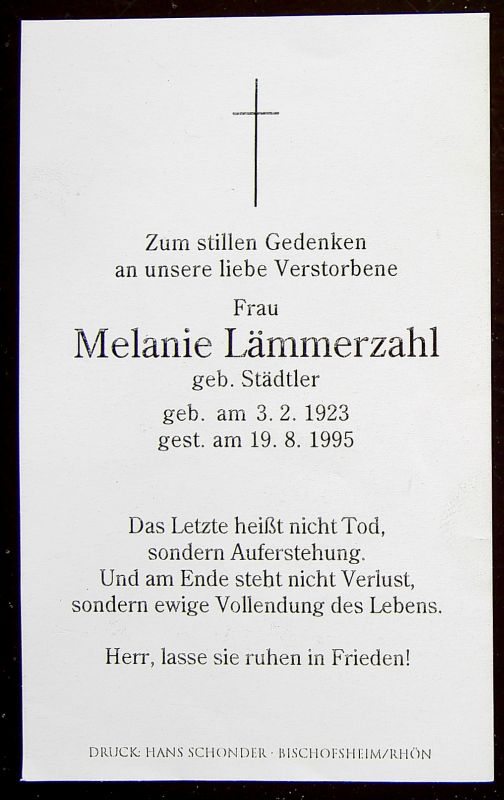 Zum stillen Gedenken
an unsere liebe Verstorbene
Frau
Melanie Lämmerzahl
geb. Städtler
geb. am 3. 2. 1923
gest. am 19. 8. 1995
Das Letzte heißt nicht Tod,
sondern Auferstehung.
Und am Ende steht nicht Verlust,
sondern ewige Vollendung des Lebens.
Herr, lasse sie ruhen in Frieden!
DRUCK: HANS SCHONDER · BISCHOFSHEIM/RHÖN